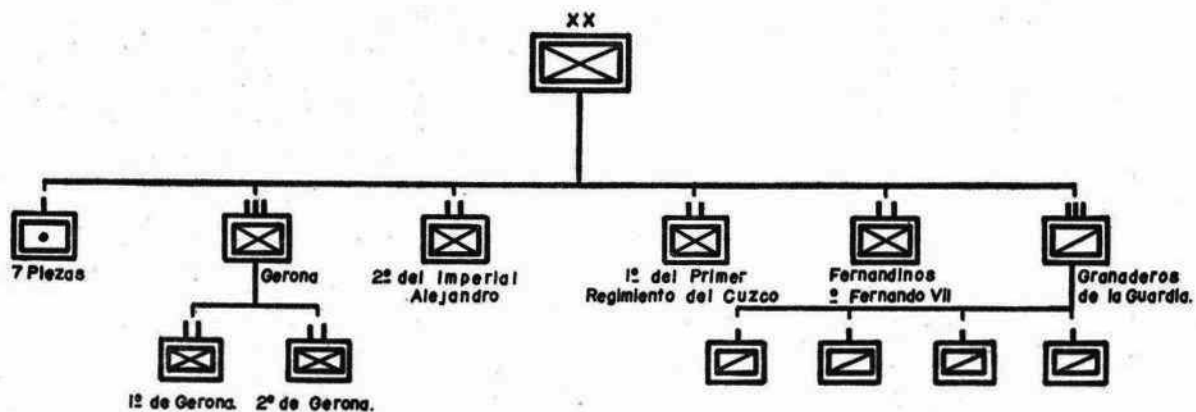 XX
7 Piezas
Gerona
2º del Imperial
Alejandro
1º del Primer
Regimiento del Cuzco
Fernandinos
º Fernando VII
Granaderos
de la Guardia.
1º de Gerona.
2º de Gerona.